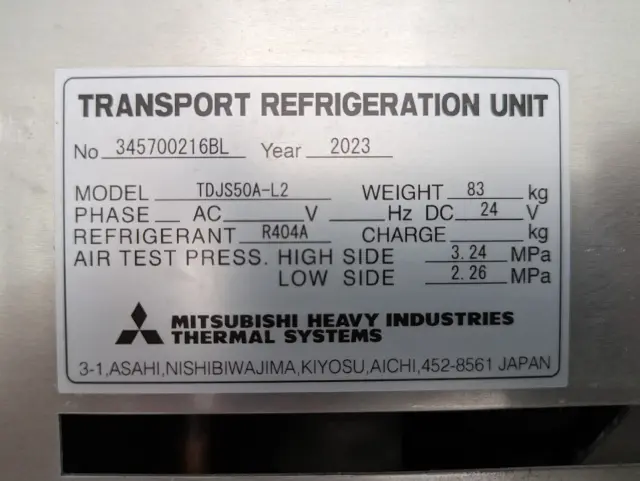 TRANSPORT REFRIGERATION UNIT
No 345700216BL Year 2023
MODEL TDJS50A-L2 WEIGHT 83 kg
PHASE AC V Hz DC 24 V
REFRIGERANT R404A CHARGE kg
AIR TEST PRESS. HIGH SIDE 3.24 MPa
LOW SIDE 2.26 MPa
MITSUBISHI HEAVY INDUSTRIES
THERMAL SYSTEMS
3-1,ASAHI,NISHIBIWAJIMA,KIYOSU,AICHI,452-8561 JAPAN